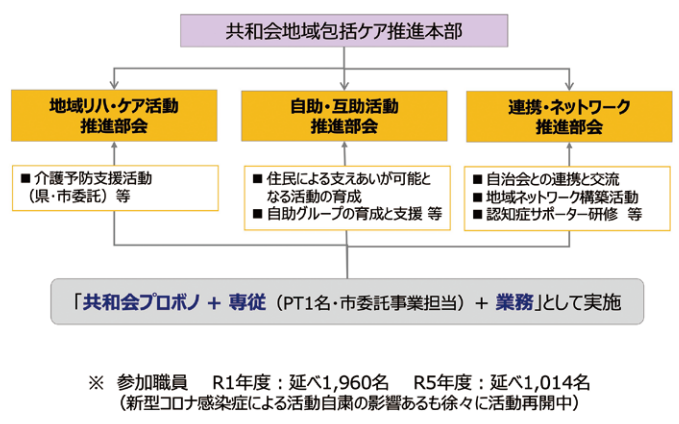 共和会地域包括ケア推進本部
地域リハ・ケア活動
推進部会
自助・互助活動
推進部会
連携・ネットワーク
推進部会
■ 介護予防支援活動
（県・市委託）等
■ 住民による支えあいが可能と
なる活動の育成
■ 自助グループの育成と支援 等
■ 自治会との連携と交流
■ 地域ネットワーク構築活動
■ 認知症サポーター研修 等
「共和会プロボノ + 専従（PT1名・市委託事業担当）+ 業務」として実施
※ 参加職員 R1年度：延べ1,960名 R5年度：延べ1,014名
（新型コロナ感染症による活動自粛の影響あるも徐々に活動再開中）